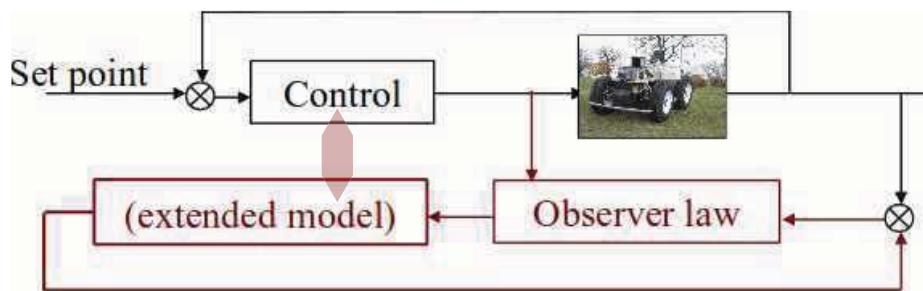 Set point
Control
(extended model)
Observer law